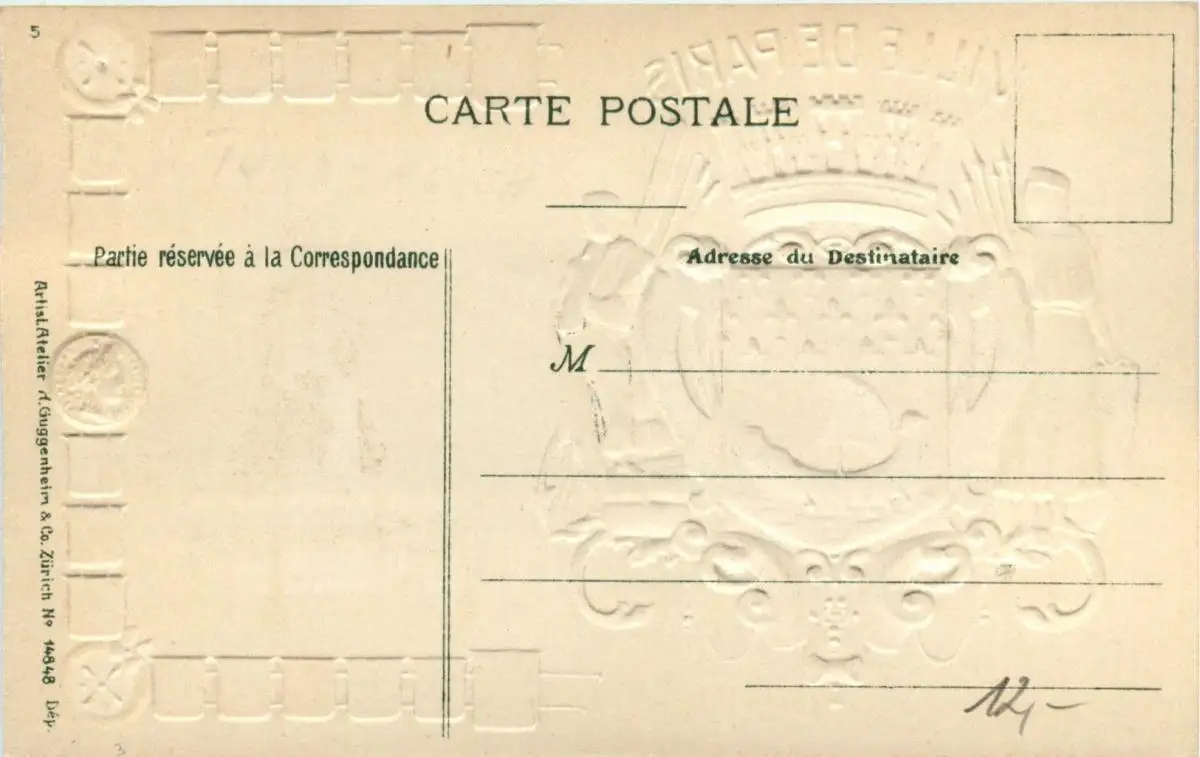 5
VILLE DE PARIS
CARTE POSTALE
Partie réservée à la Correspondance
Adresse du Destinataire
M
Artist. Atelier H. Guggenheim & Co. Zürich No 14848 Dép.
12,-
3